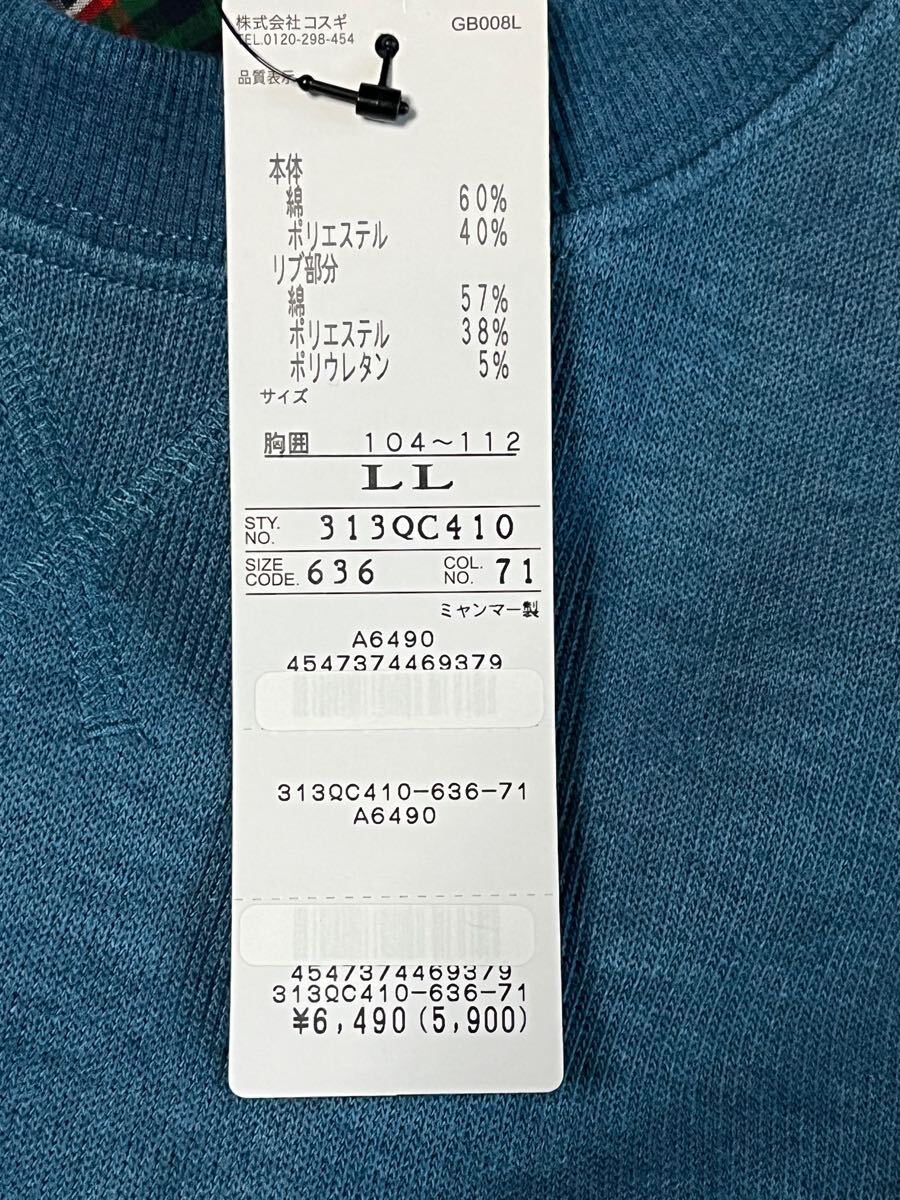 株式会社コスギ GB008L
TEL.0120-298-454
品質表示
本体
綿 60%
ポリエステル 40%
リブ部分
綿 57%
ポリエステル 38%
ポリウレタン 5%
サイズ
胸囲 104~112
LL
STY. NO. 313QC410
SIZE CODE. 636 COL. NO. 71
ミャンマー製
A6490
4547374469379
313QC410-636-71
A6490
4547374469379
313QC410-636-71
¥6,490(5,900)